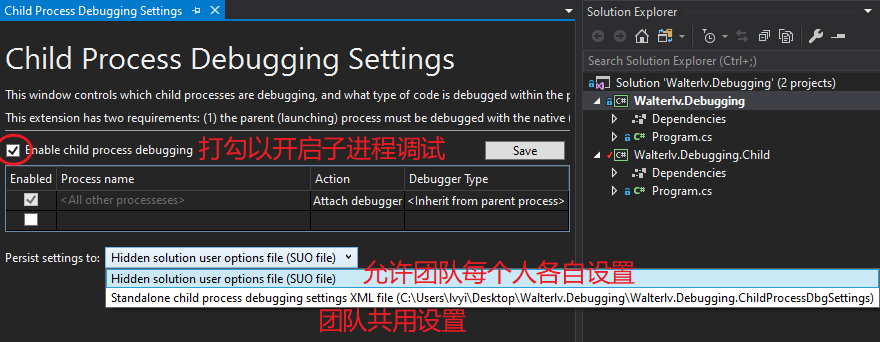 Child Process Debugging Settings
Child Process Debugging Settings
This window controls which child processes are debugging, and what type of code is debugged within the p
This extension has two requirements: (1) the parent (launching) process must be debugged with the native (
Enable child process debugging
打勾以开启子进程调试
Save
Enabled Process name Action Debugger Type
<All other processeses> Attach debugger <Inherit from parent process>
Persist settings to: Hidden solution user options file (SUO file)
Hidden solution user options file (SUO file)
允许团队每个人各自设置
Standalone child process debugging settings XML file (C:\Users\lvyi\Desktop\Walterlv.Debugging\Walterlv.Debugging.ChildProcessDbgSettings)
团队共用设置
Solution Explorer
Search Solution Explorer (Ctrl+;)
Solution 'Walterlv.Debugging' (2 projects)
C# Walterlv.Debugging
Dependencies
C# Program.cs
C# Walterlv.Debugging.Child
Dependencies
C# Program.cs